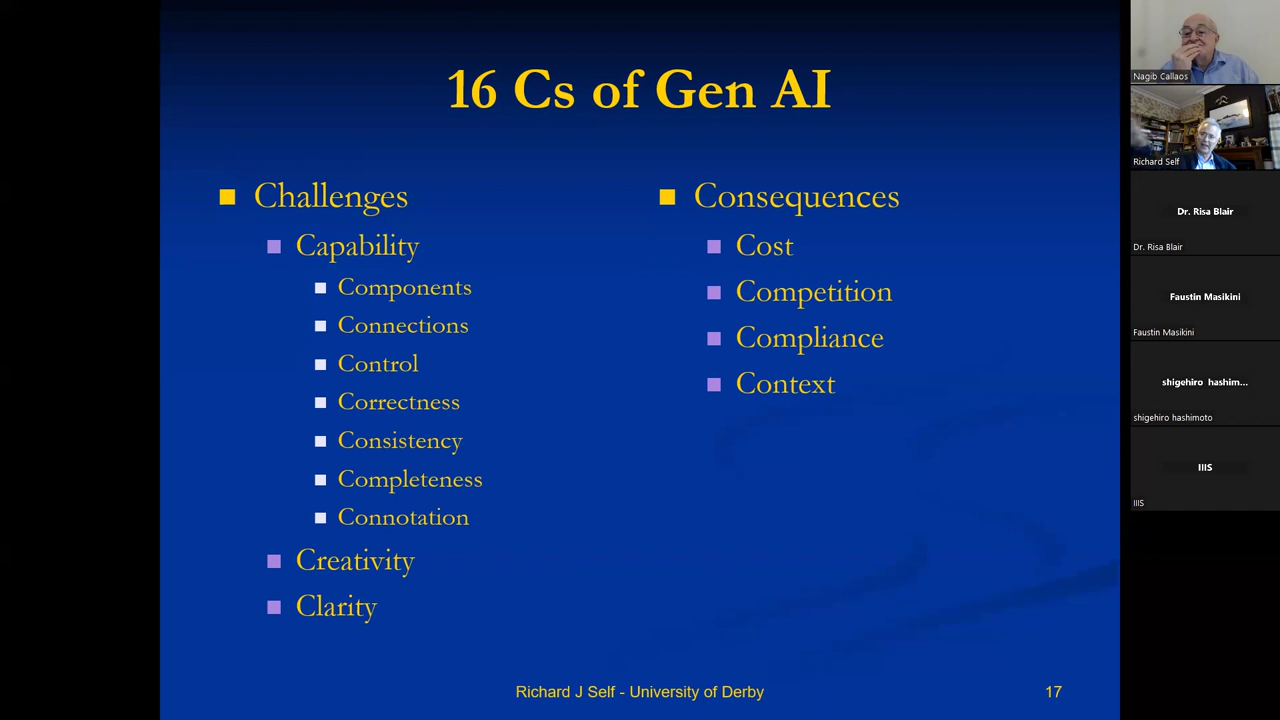 16 Cs of Gen AI
Challenges
Capability
Components
Connections
Control
Correctness
Consistency
Completeness
Connotation
Creativity
Clarity
Consequences
Cost
Competition
Compliance
Context
Richard J Self - University of Derby
17
Nagib Callaos
Richard Self
Dr. Risa Blair
Dr. Risa Blair
Faustin Masikini
Faustin Masikini
shigehiro hashim...
shigehiro hashimoto
IIIS
IIIS